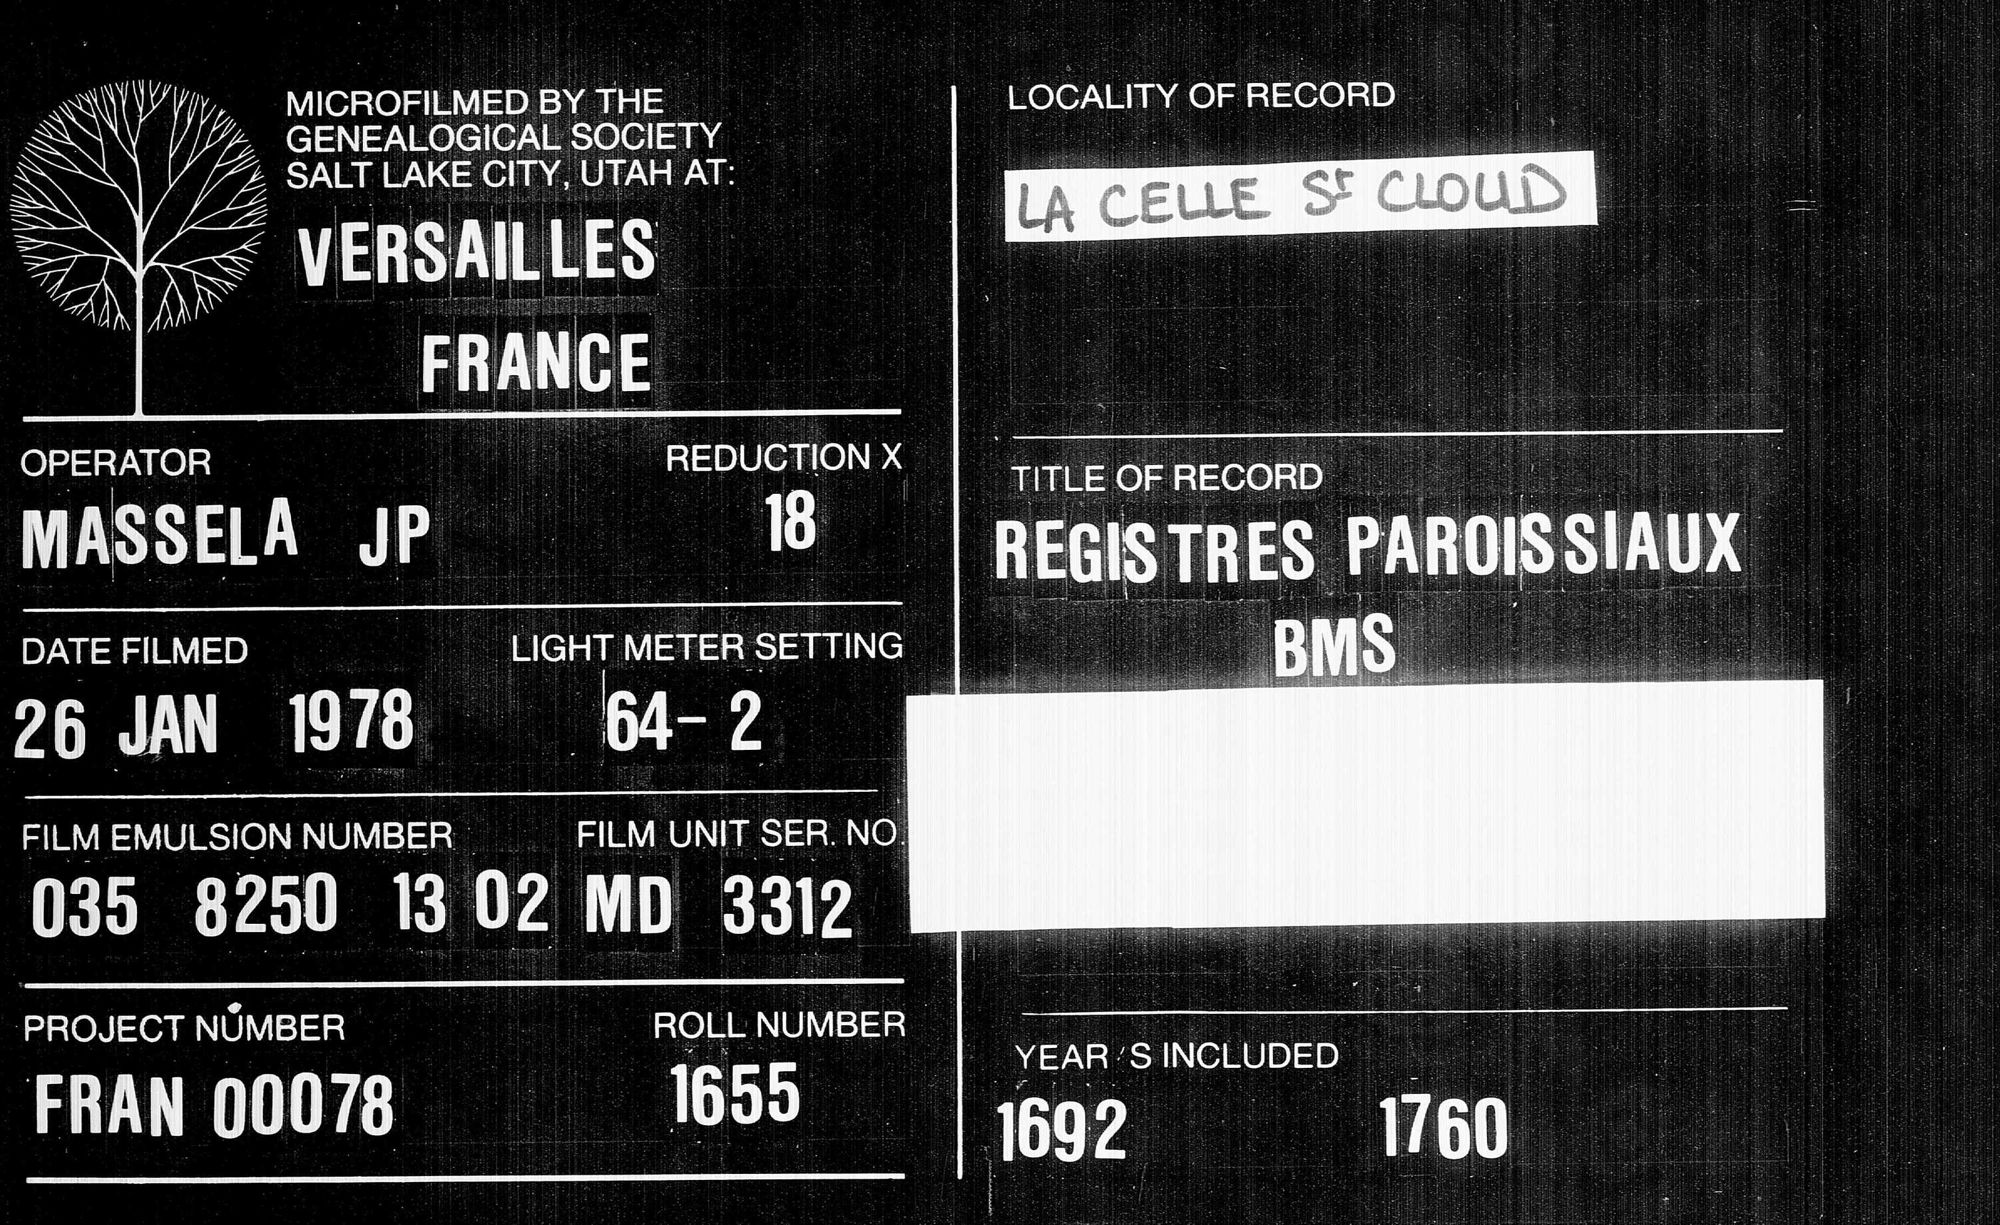 MICROFILMED BY THE
GENEALOGICAL SOCIETY
SALT LAKE CITY, UTAH AT:
VERSAILLES
FRANCE
OPERATOR REDUCTION X
MASSELA JP 18
DATE FILMED LIGHT METER SETTING
26 JAN 1978 64- 2
FILM EMULSION NUMBER FILM UNIT SER. NO.
035 8250 13 02 MD 3312
PROJECT NUMBER ROLL NUMBER
FRAN 00078 1655
LOCALITY OF RECORD
LA CELLE St CLOUD
TITLE OF RECORD
REGISTRES PAROISSIAUX
BMS
YEAR'S INCLUDED
1692 1760